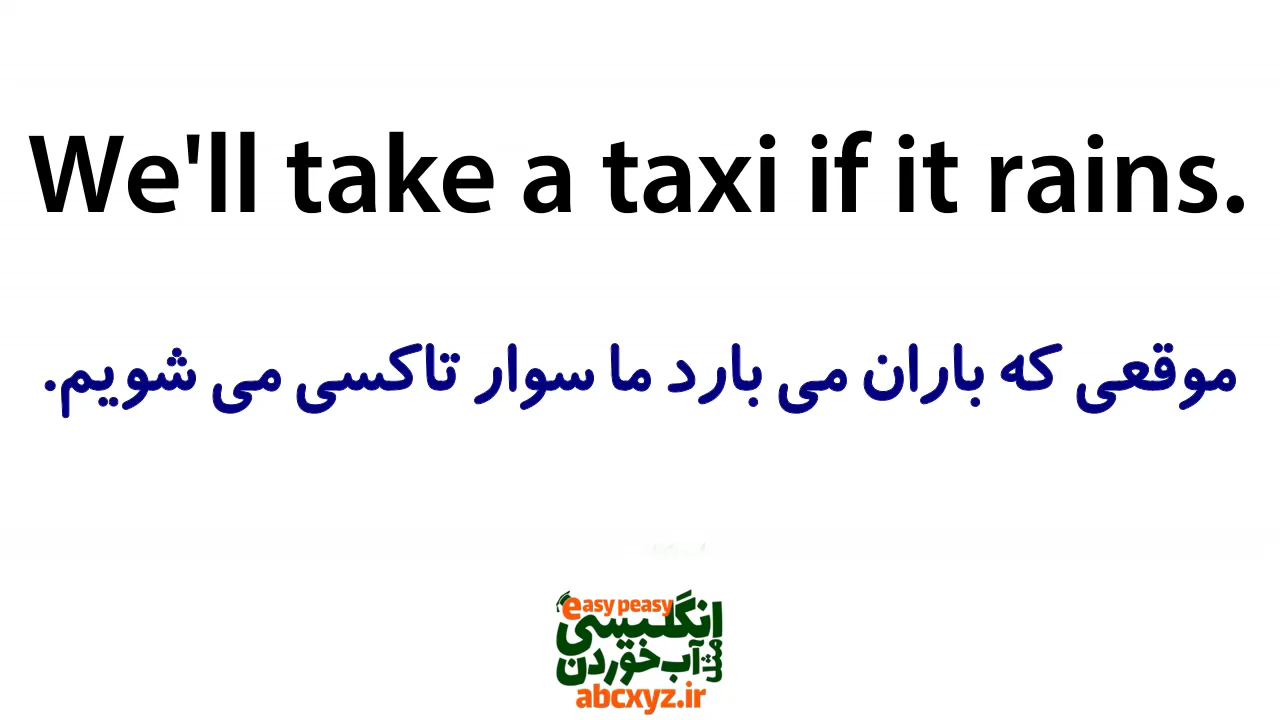 We'll take a taxi if it rains.
موقعی که باران می بارد ما سوار تاکسی می شویم.
easy peasy
انگلیسی
مثل آب خوردن
abcxyz.ir